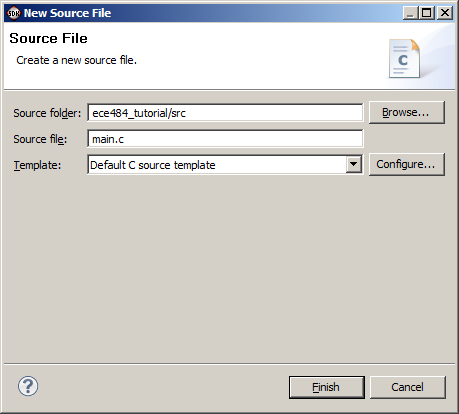 SDK New Source File
Source File
Create a new source file.
C
Source folder: ece484_tutorial/src Browse...
Source file: main.c
Template: Default C source template Configure...
? Finish Cancel